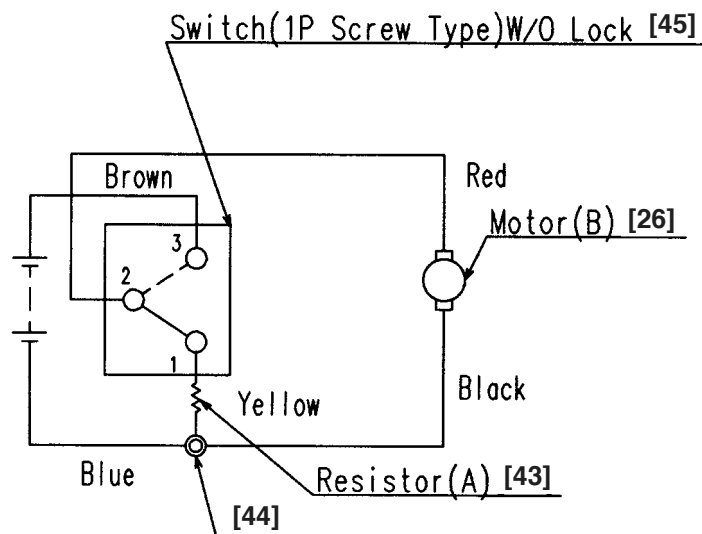 Switch(1P Screw Type)W/O Lock [45]
Brown
Red
3
Motor(B) [26]
2
1
Yellow
Black
Blue
Resistor(A) [43]
[44]